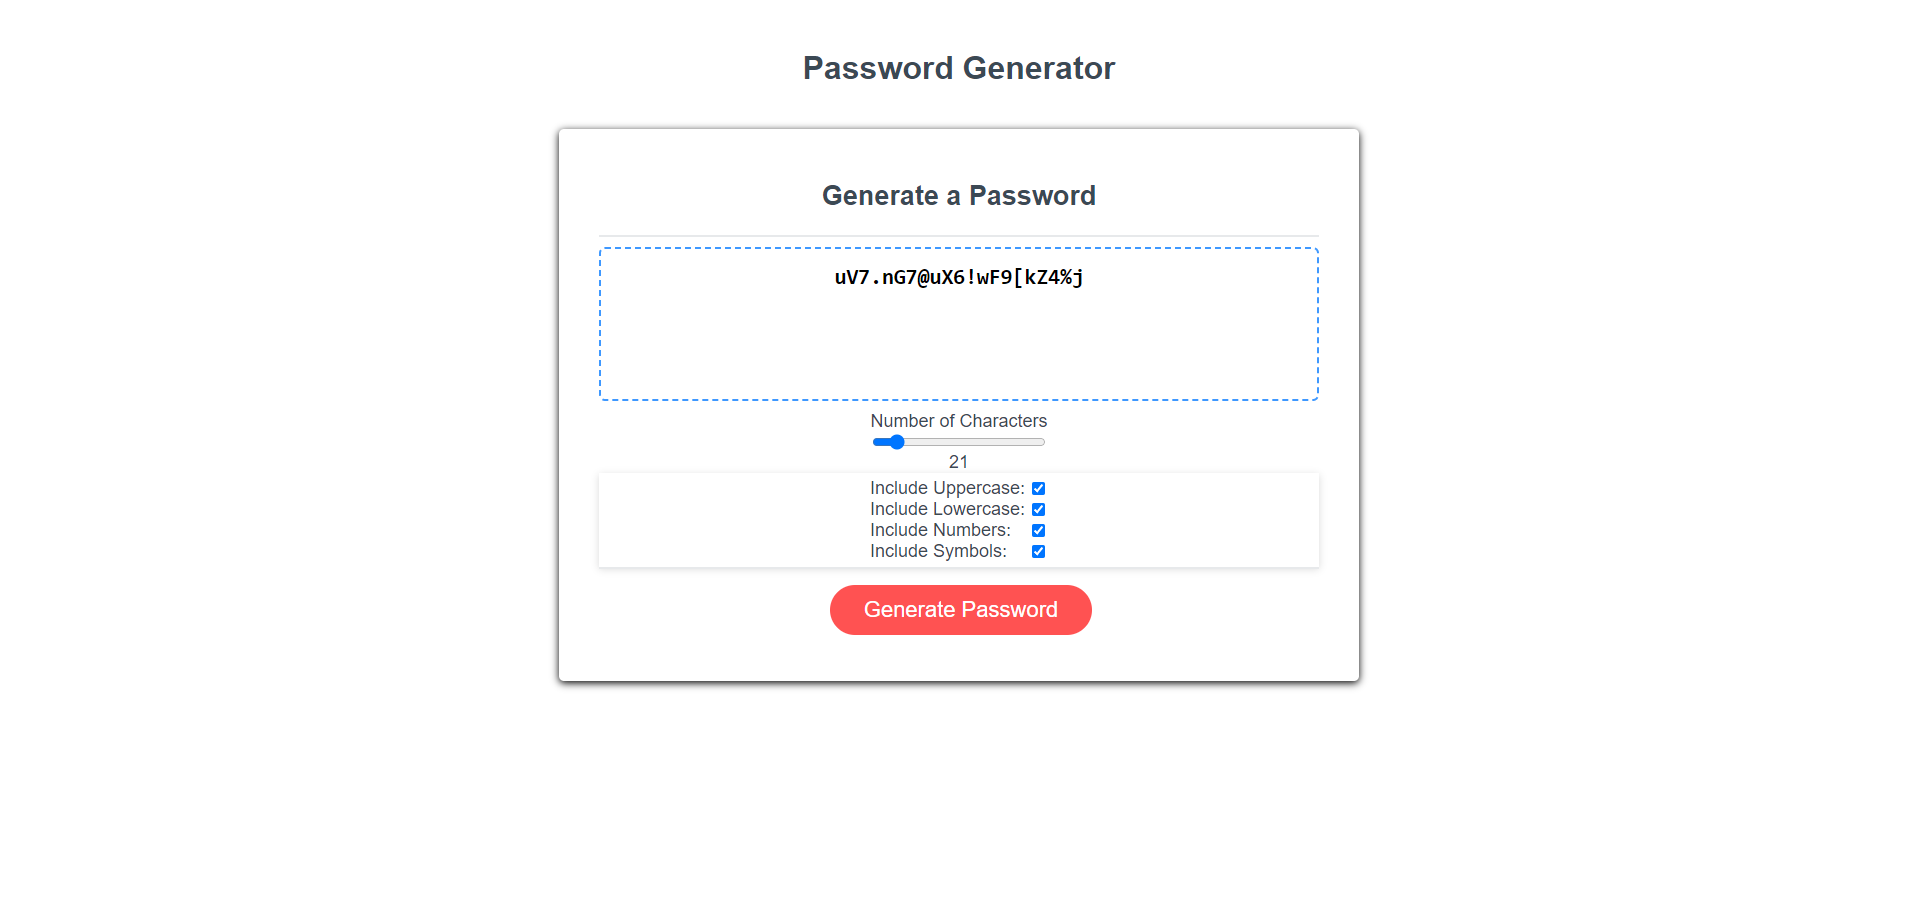 Password Generator
Generate a Password
uV7.nG7@uX6!wF9[kZ4%j
Number of Characters
21
Include Uppercase:
Include Lowercase:
Include Numbers:
Include Symbols:
Generate Password